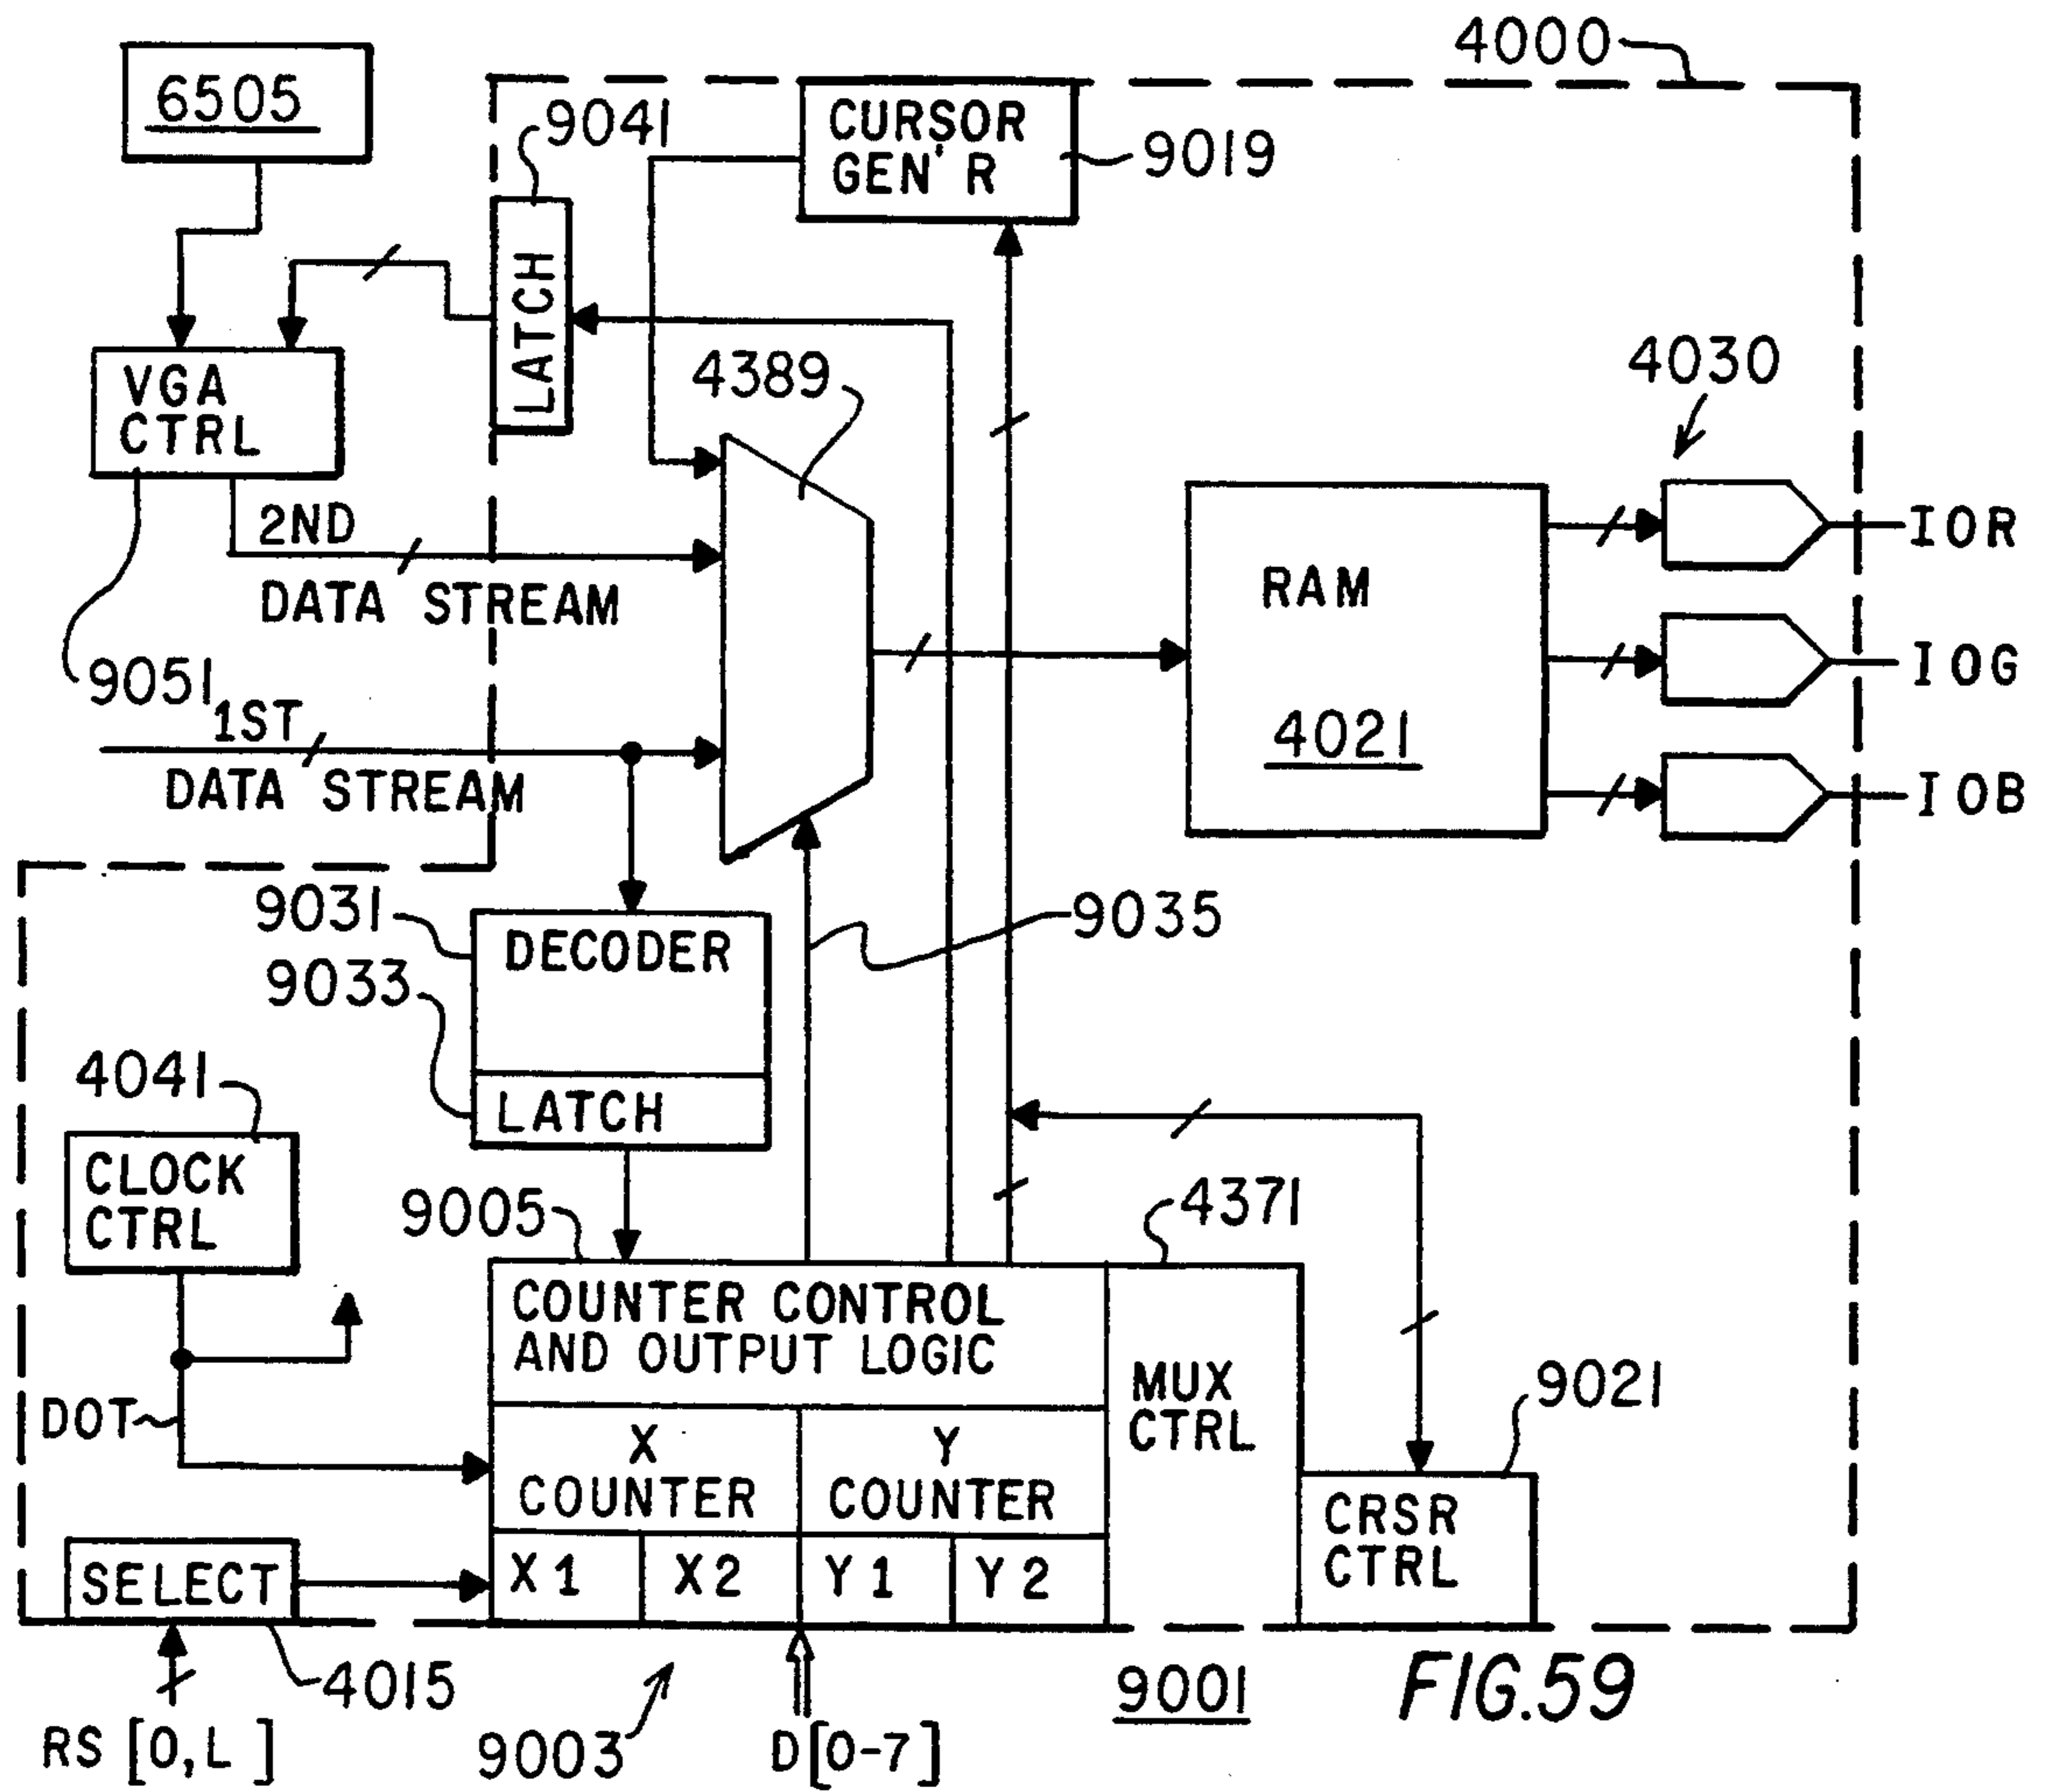 4000
6505
9041
CURSOR
GEN'R
9019
LATCH
VGA
CTRL
4389
4030
2ND
DATA STREAM
IOR
RAM
4021
IOG
9051
1ST
DATA STREAM
IOB
9031
DECODER
9035
9033
LATCH
4041
CLOCK
CTRL
9005
4371
COUNTER CONTROL
AND OUTPUT LOGIC
MUX
CTRL
9021
DOT
X
COUNTER
Y
COUNTER
CRSR
CTRL
SELECT
X1
X2
Y1
Y2
4015
9003
9001
FIG.59
RS [0,L ]
D[0-7]